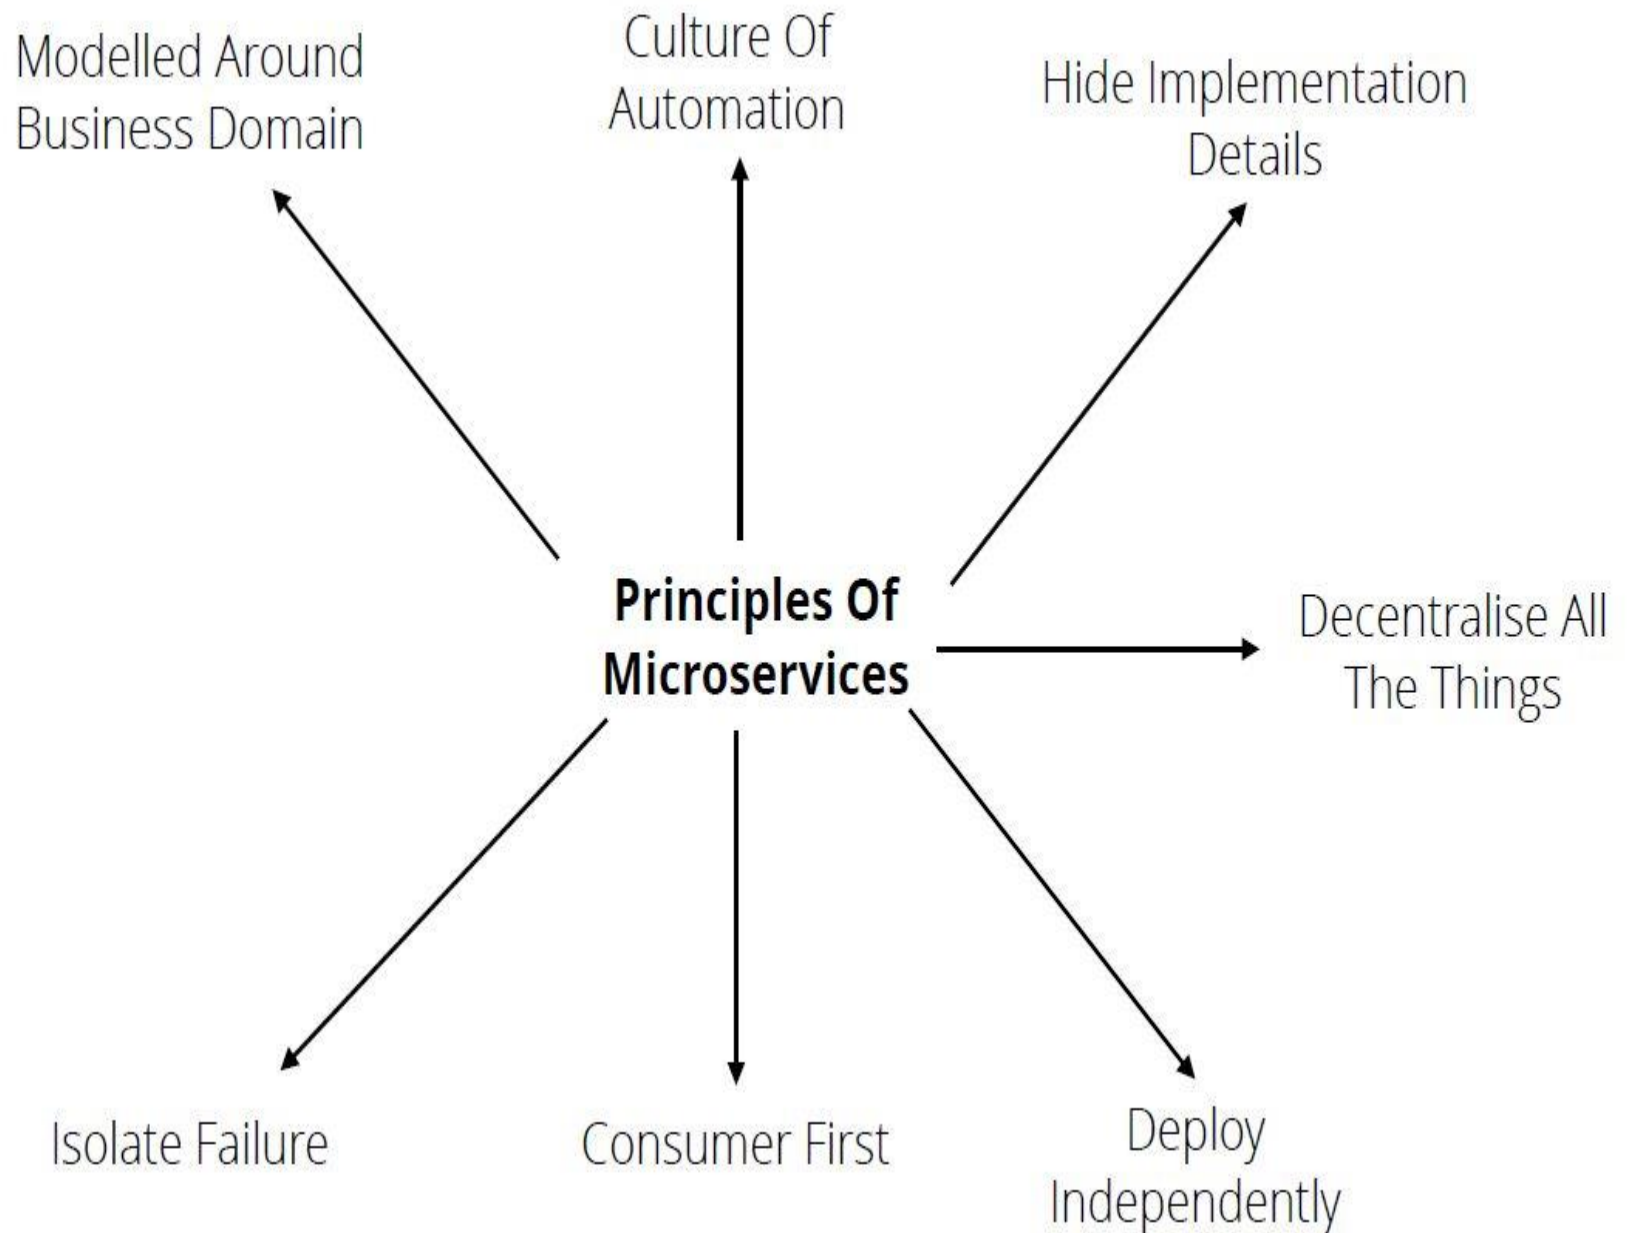 Modelled Around
Business Domain
Culture Of
Automation
Hide Implementation
Details
Principles Of
Microservices
Decentralise All
The Things
Isolate Failure
Consumer First
Deploy
Independently